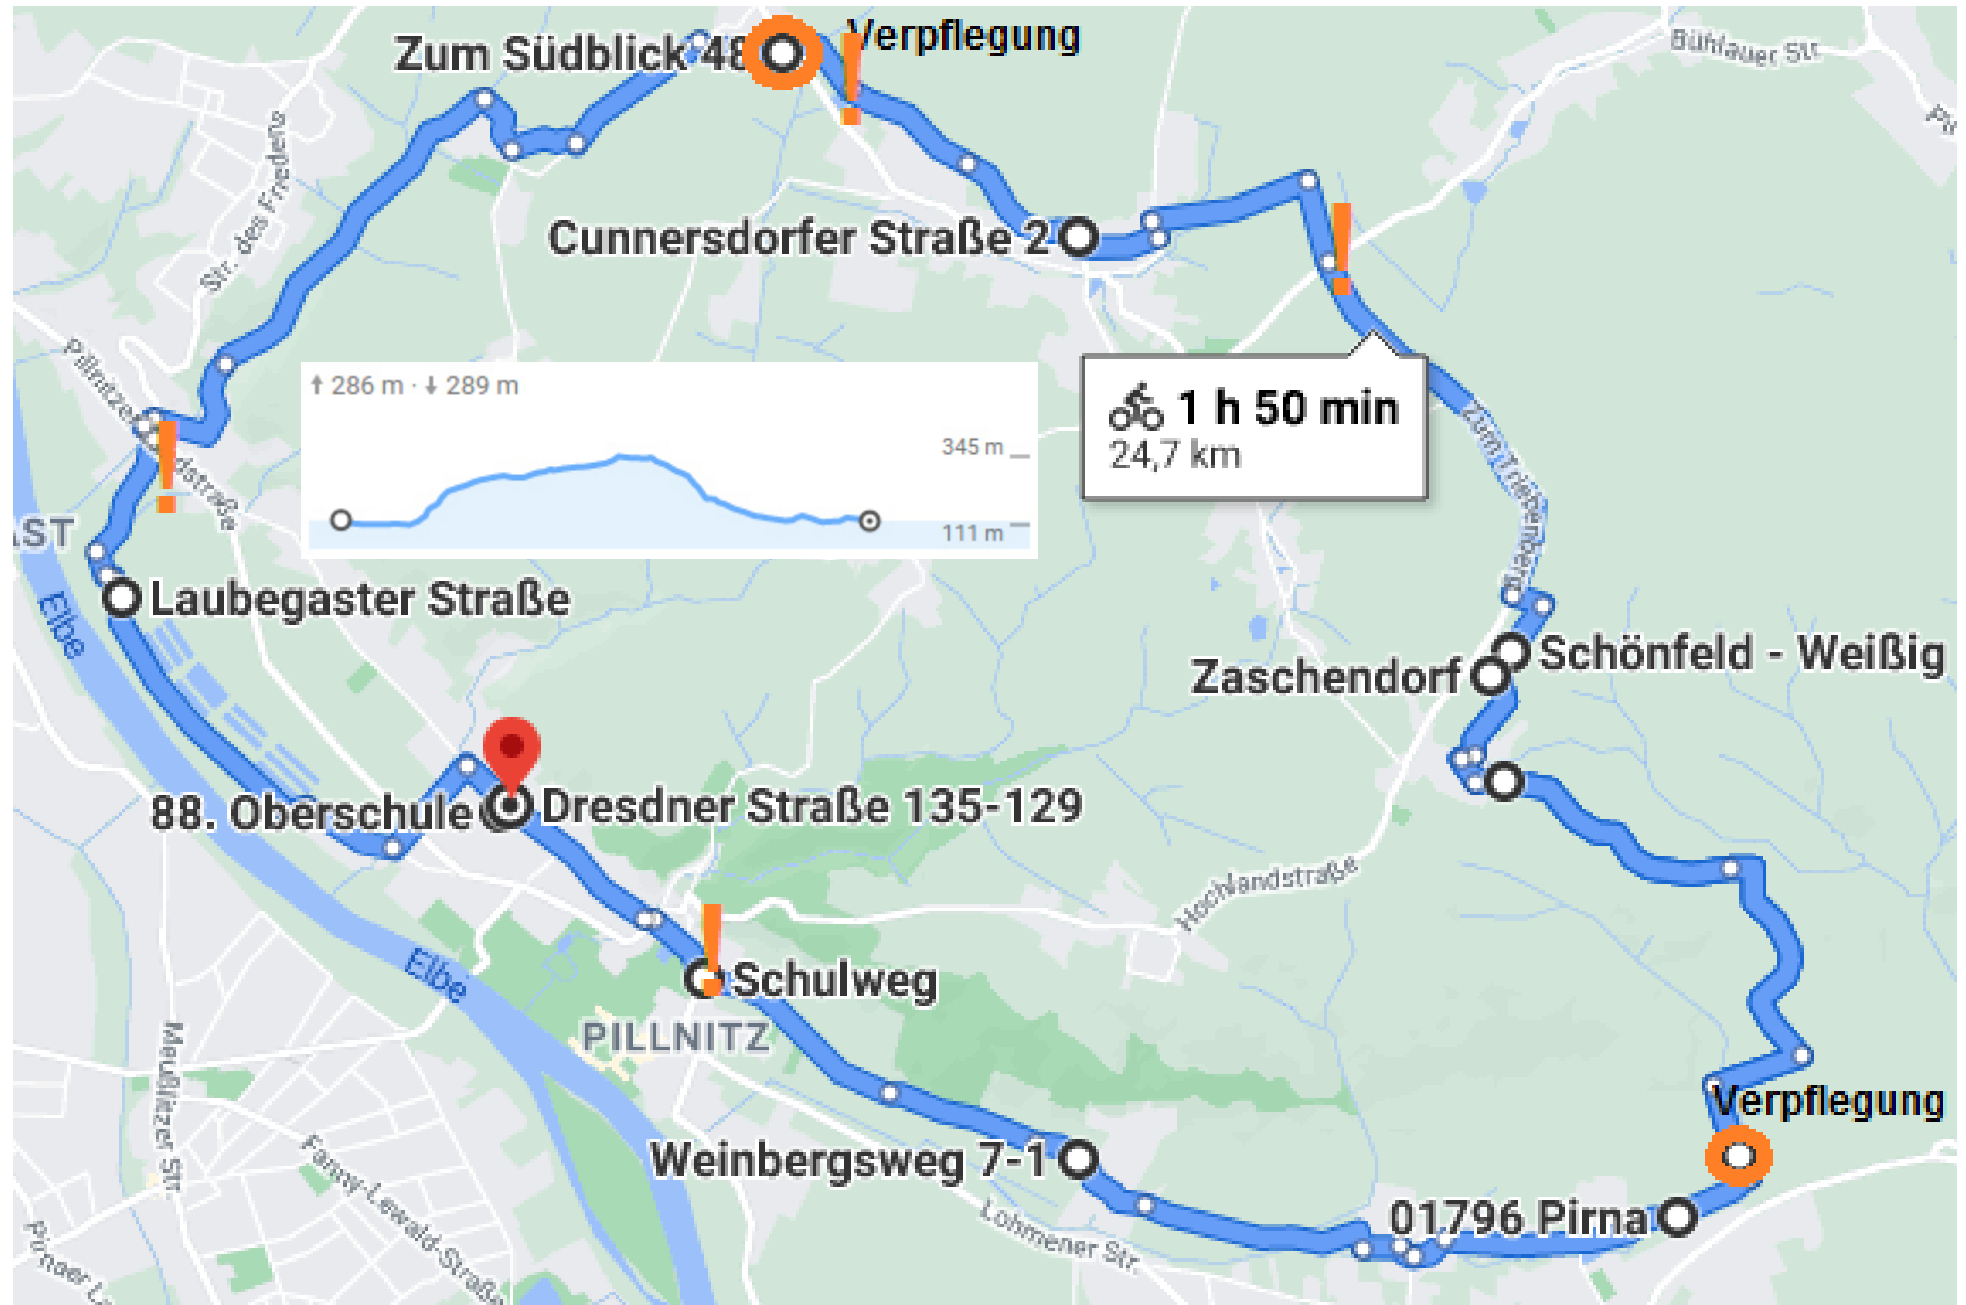 Zum Südblick 48
Verpflegung
Bühlauer Str.
Str. des Friedens
Cunnersdorfer Straße 2
Pillnitzer
dstraße
↑ 286 m · ↓ 289 m
345 m
111 m
1 h 50 min
24,7 km
Zum Triebenberg
AST
Elbe
Laubegaster Straße
Schönfeld - Weißig
Zaschendorf
88. Oberschule
Dresdner Straße 135-129
Hochlandstraße
Elbe
Schulweg
PILLNITZ
Meußlitzer Str.
Verpflegung
Fanny-Lewald-Straße
Weinbergsweg 7-1
Lohmener Str.
01796 Pirna